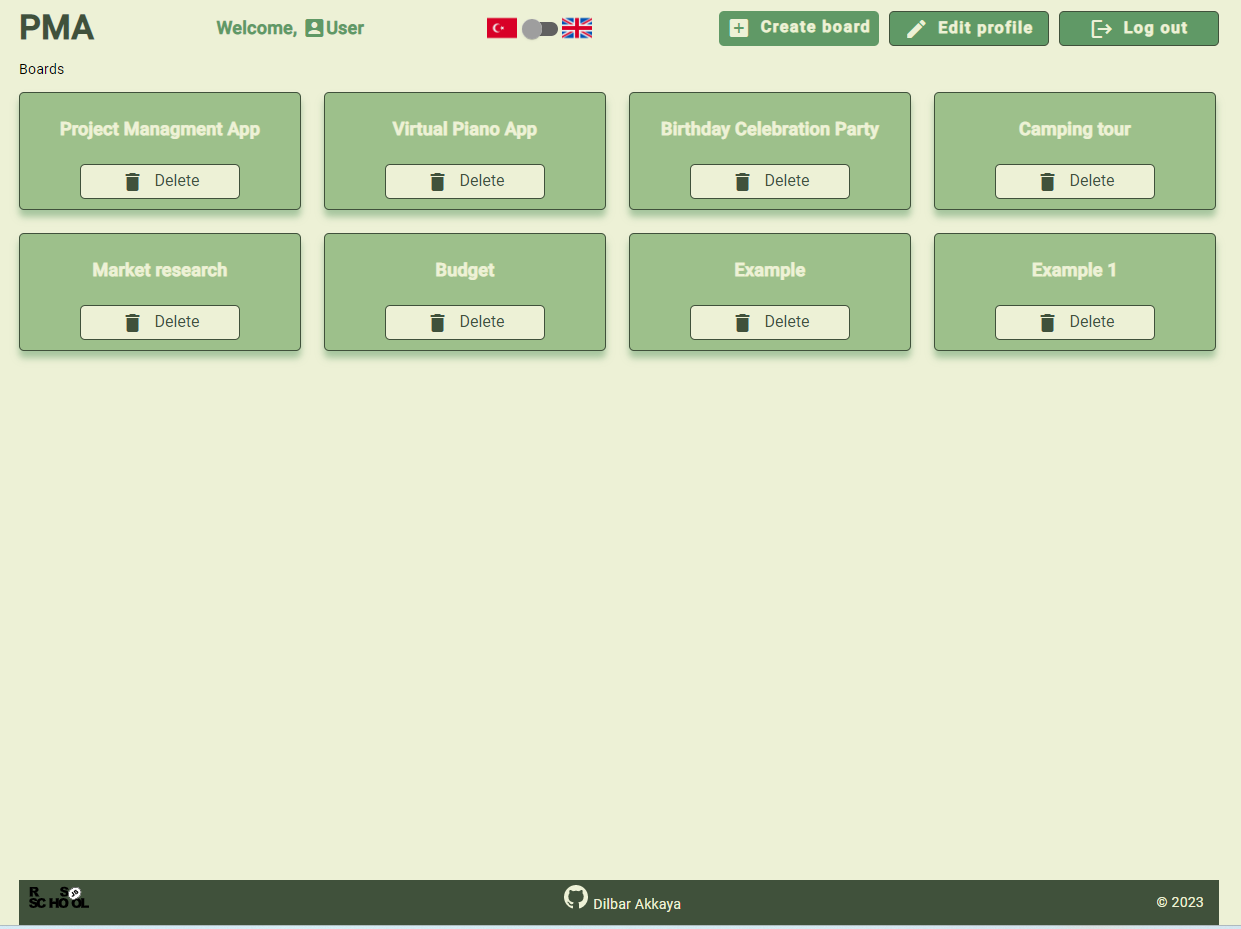 PMA Welcome, User Create board Edit profile Log out
Boards
Project Managment App Virtual Piano App Birthday Celebration Party Camping tour
Delete Delete Delete Delete
Market research Budget Example Example 1
Delete Delete Delete Delete
R S
SCHOOL Dilbar Akkaya © 2023